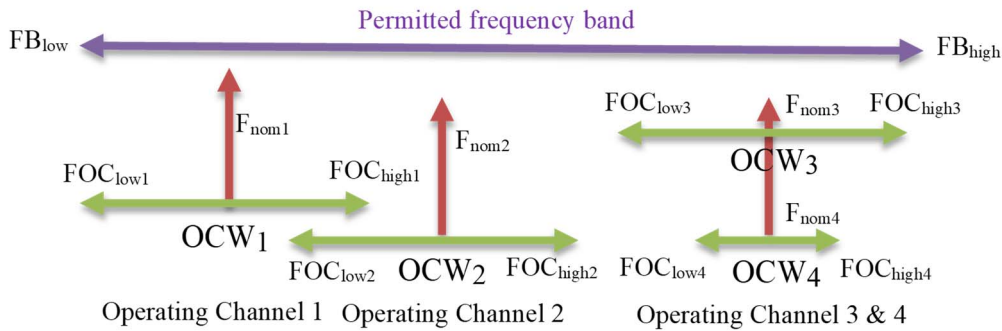 Permitted frequency band
FBlow
FBhigh
Fnom1
FOClow1
FOChigh1
OCW1
Operating Channel 1
Fnom2
FOClow2
OCW2
FOChigh2
Operating Channel 2
FOClow3
Fnom3
FOChigh3
OCW3
Fnom4
FOClow4
OCW4
FOChigh4
Operating Channel 3 & 4